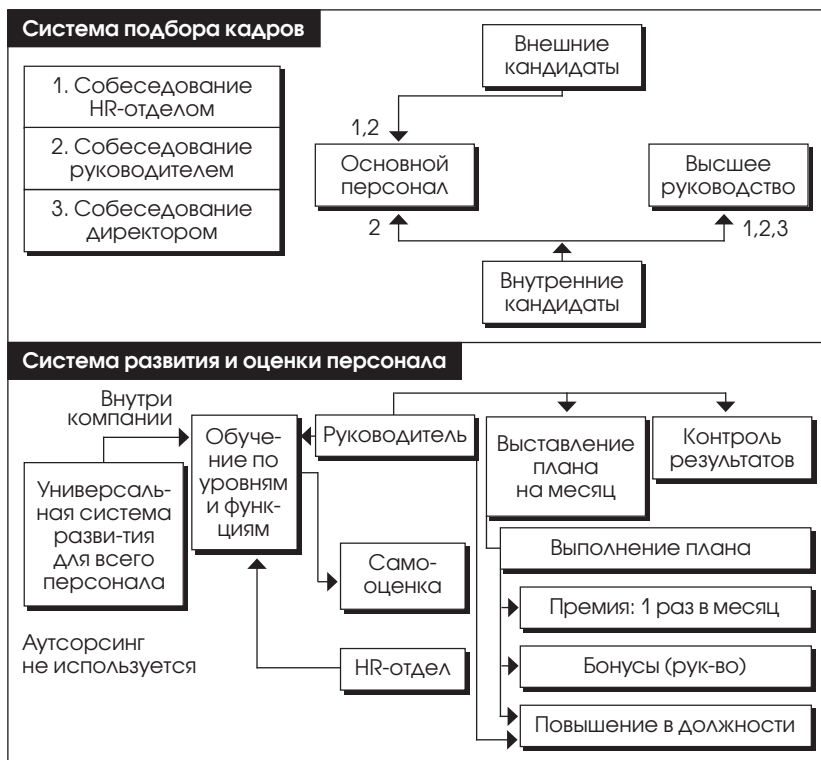 Система подбора кадров
1. Собеседование
HR-отделом
2. Собеседование
руководителем
3. Собеседование
директором
Внешние
кандидаты
1,2
Основной
персонал
Высшее
руководство
2
1,2,3
Внутренние
кандидаты
Система развития и оценки персонала
Внутри
компании
Универсаль-
ная система
разви-тия
для всего
персонала
Аутсорсинг
не используется
Обуче-
ние по
уровням
и функ-
циям
Руководитель
Само-
оценка
HR-отдел
Выставление
плана
на месяц
Контроль
результатов
Выполнение плана
Премия: 1 раз в месяц
Бонусы (рук-во)
Повышение в должности